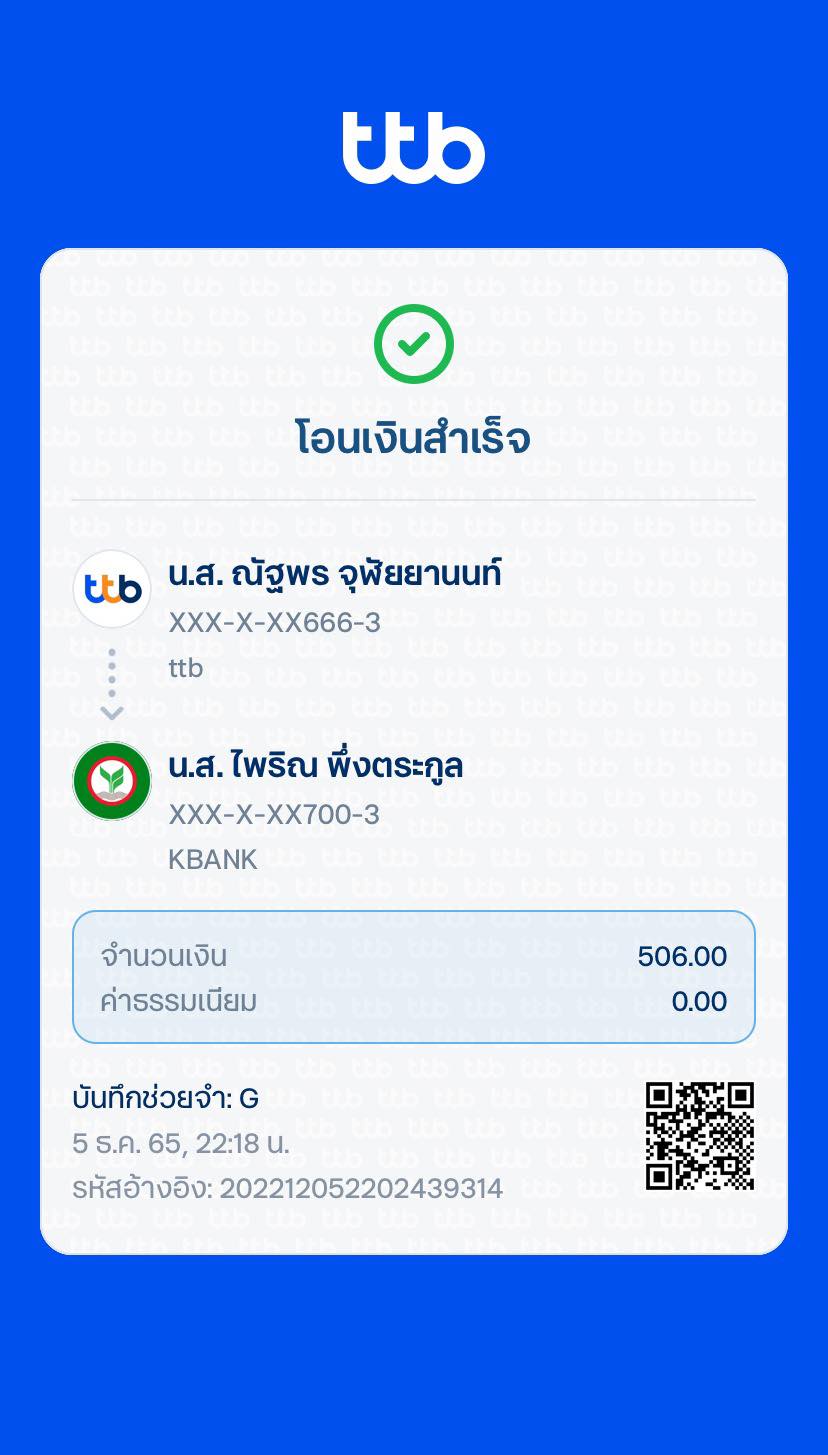 ttb
โอนเงินสำเร็จ
ttb
น.ส. ณัฐพร จุฬัยยานนท์
XXX-X-XX666-3
ttb
น.ส. ไพริณ พึ่งตระกูล
XXX-X-XX700-3
KBANK
จำนวนเงิน 506.00
ค่าธรรมเนียม 0.00
บันทึกช่วยจำ: G
5 ธ.ค. 65, 22:18 น.
รหัสอ้างอิง: 202212052202439314